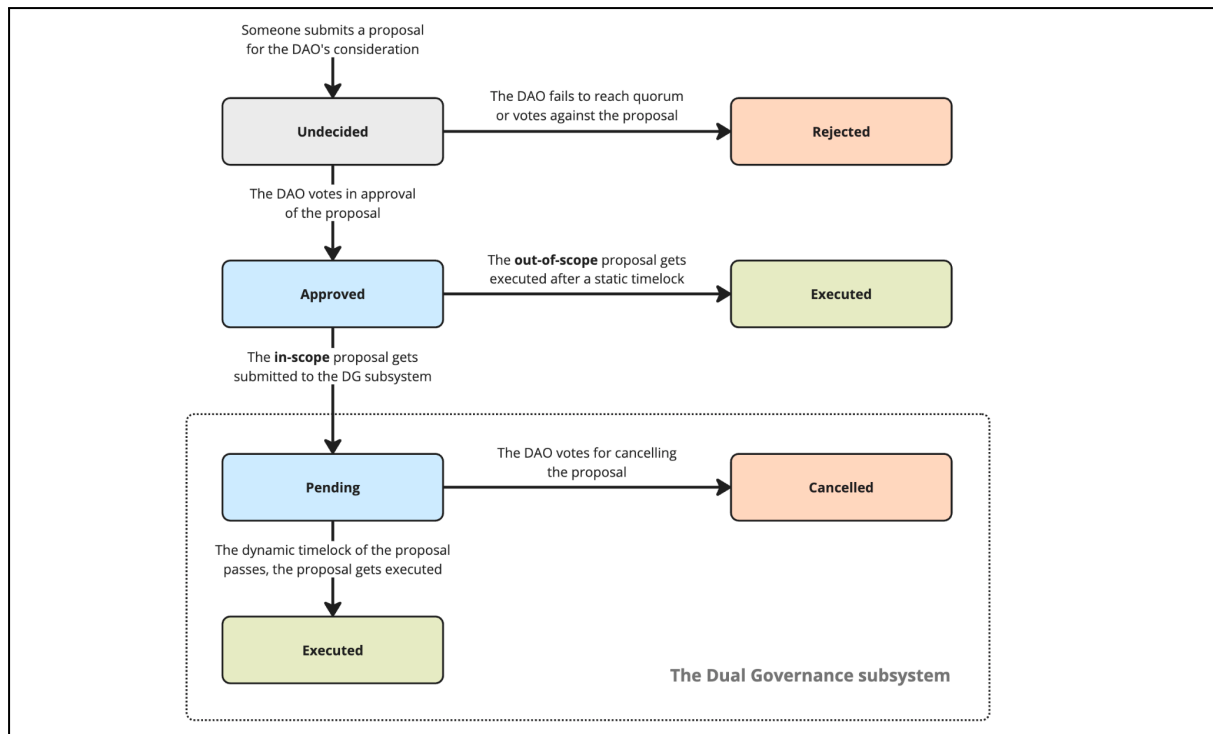 Someone submits a proposal
for the DAO's consideration
Undecided
The DAO fails to reach quorum
or votes against the proposal
Rejected
The DAO votes in approval
of the proposal
Approved
The out-of-scope proposal gets
executed after a static timelock
Executed
The in-scope proposal gets
submitted to the DG subsystem
Pending
The DAO votes for cancelling
the proposal
Cancelled
The dynamic timelock of the proposal
passes, the proposal gets executed
Executed
The Dual Governance subsystem